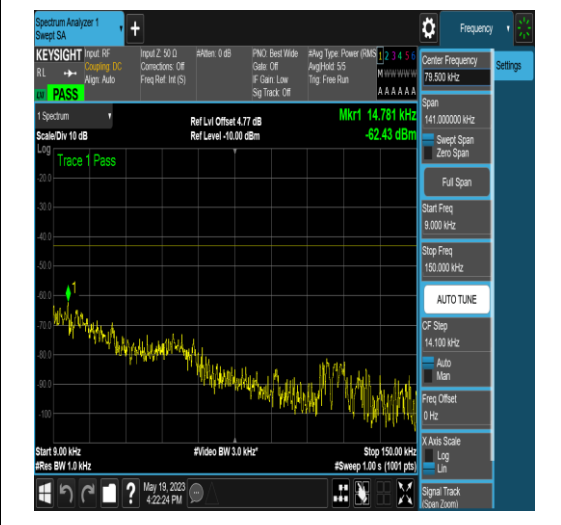 Spectrum Analyzer 1
Swept SA
Frequency
KEYSIGHT
RL
Input: RF
Coupling: DC
Align: Auto
Input Z: 50 Ω
Corrections: Off
Freq Ref: Int (S)
#Atten: 0 dB
PNO: Best Wide
Gate: Off
IF Gain: Low
Sig Track: Off
#Avg Type: Power (RMS)
Avg|Hold: 5/5
Trig: Free Run
1 2 3 4 5 6
M W W W W W
A A A A A A
PASS
1 Spectrum
Scale/Div 10 dB
Ref Lvl Offset 4.77 dB
Ref Level -10.00 dBm
Mkr1 14.781 kHz
-62.43 dBm
Log
Trace 1 Pass
1
-20.0
-30.0
-40.0
-50.0
-60.0
-70.0
-80.0
-90.0
-100
Start 9.00 kHz
#Res BW 1.0 kHz
#Video BW 3.0 kHz*
Stop 150.00 kHz
#Sweep 1.00 s (1001 pts)
May 19, 2023
4:22:24 PM
Center Frequency
79.500 kHz
Settings
Span
141.000000 kHz
Swept Span
Zero Span
Full Span
Start Freq
9.000 kHz
Stop Freq
150.000 kHz
AUTO TUNE
CF Step
14.100 kHz
Auto
Man
Freq Offset
0 Hz
X Axis Scale
Log
Lin
Signal Track
(Span Zoom)